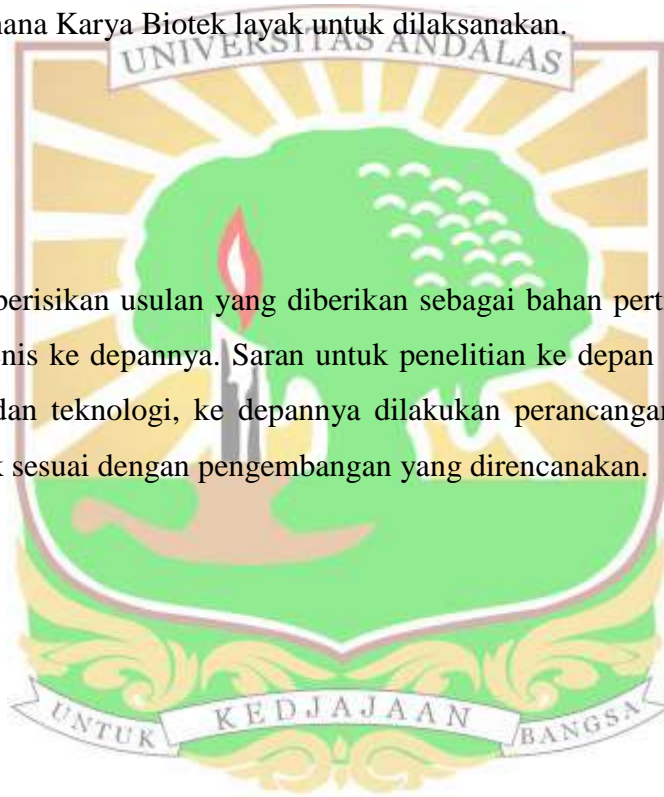 ana Karya Biotek layak untuk dilaksanakan.
UNIVERSITAS ANDALAS
berisikan usulan yang diberikan sebagai bahan pert
nis ke depannya. Saran untuk penelitian ke depan
dan teknologi, ke depannya dilakukan perancangan
k sesuai dengan pengembangan yang direncanakan.
UNTUK KEDJAJAAN BANGSA